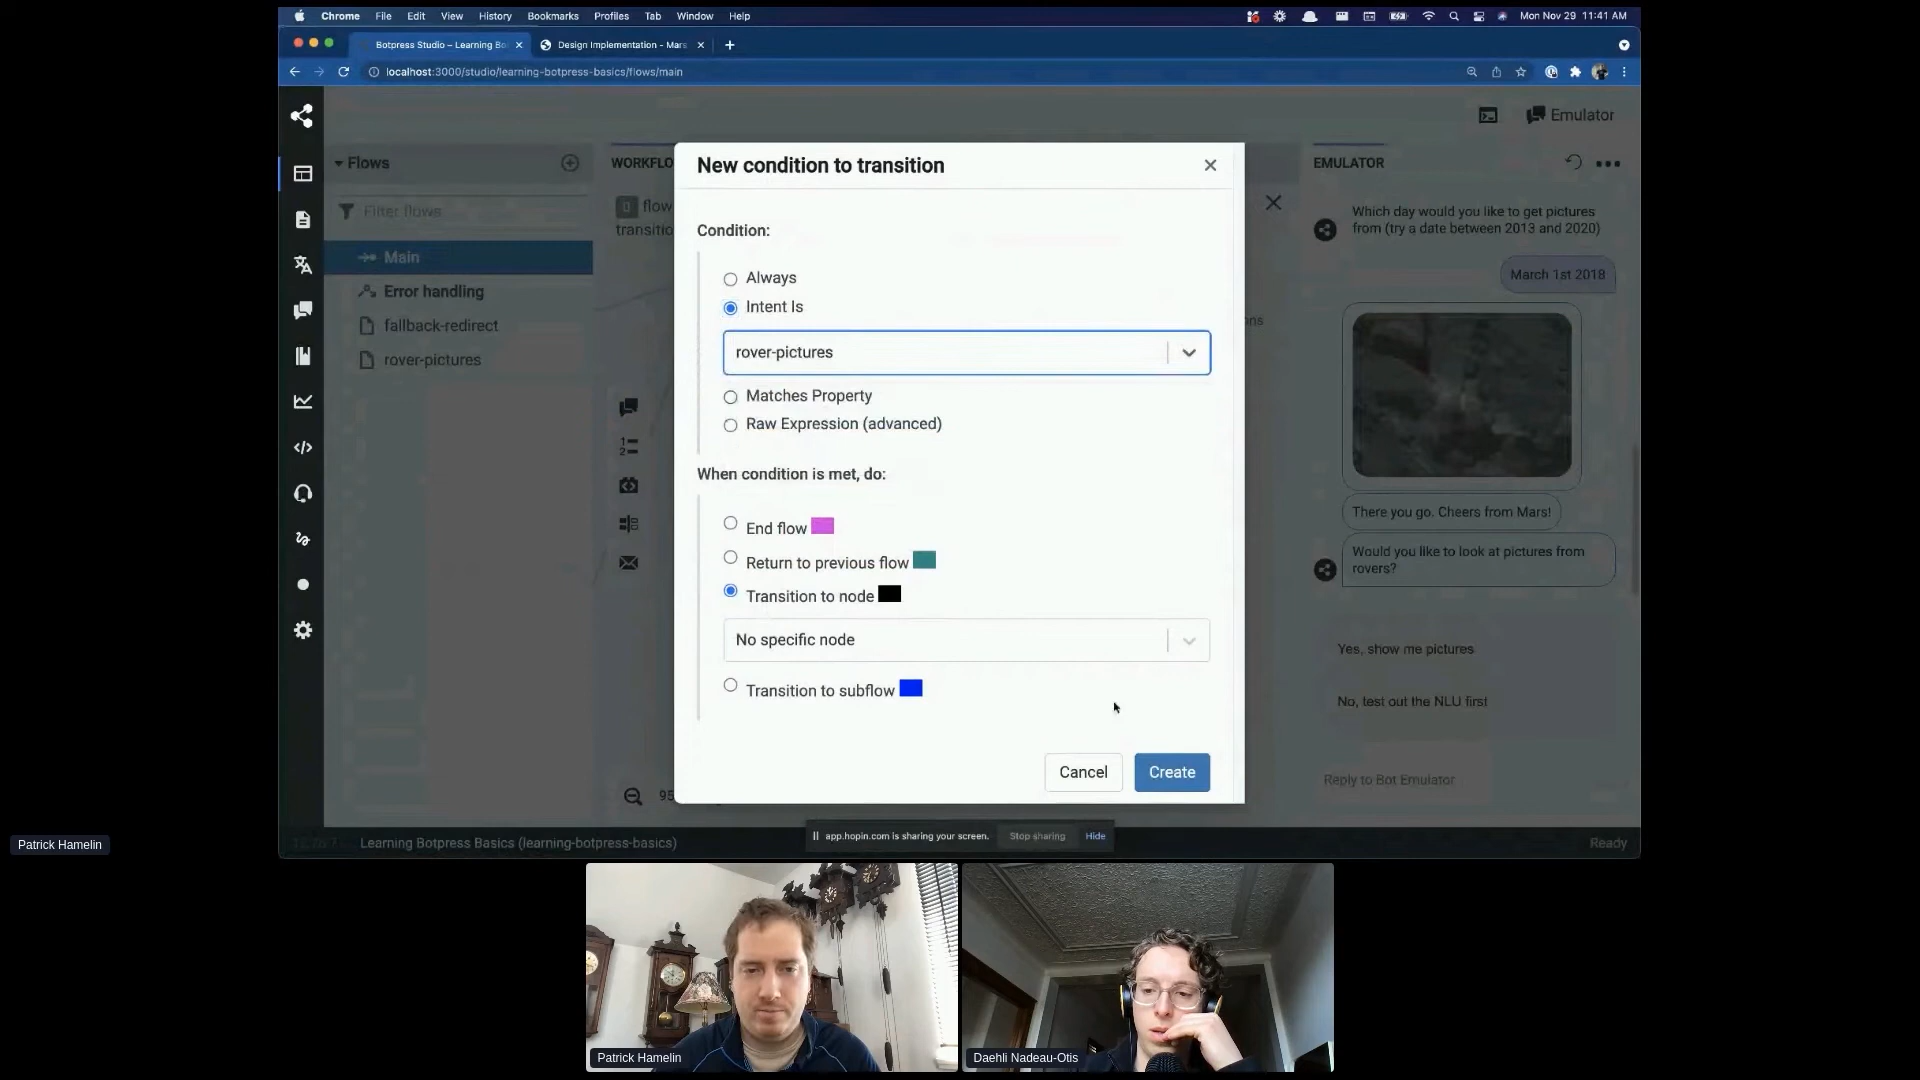 Chrome File Edit View History Bookmarks Profiles Tab Window Help
Mon Nov 29 11:41 AM
Botpress Studio – Learning Bo
Design Implementation - Mars
localhost:3000/studio/learning-botpress-basics/flows/main
Emulator
Flows
Filter flows
Main
Error handling
fallback-redirect
rover-pictures
WORKFLO
0 flow
transitio
New condition to transition
Condition:
Always
Intent Is
rover-pictures
Matches Property
Raw Expression (advanced)
When condition is met, do:
End flow
Return to previous flow
Transition to node
No specific node
Transition to subflow
Cancel
Create
95
EMULATOR
Which day would you like to get pictures
from (try a date between 2013 and 2020)
March 1st 2018
There you go. Cheers from Mars!
Would you like to look at pictures from
rovers?
Yes, show me pictures
No, test out the NLU first
Reply to Bot Emulator
app.hopin.com is sharing your screen.
Stop sharing
Hide
Learning Botpress Basics (learning-botpress-basics)
Ready
Patrick Hamelin
Patrick Hamelin
Daehli Nadeau-Otis